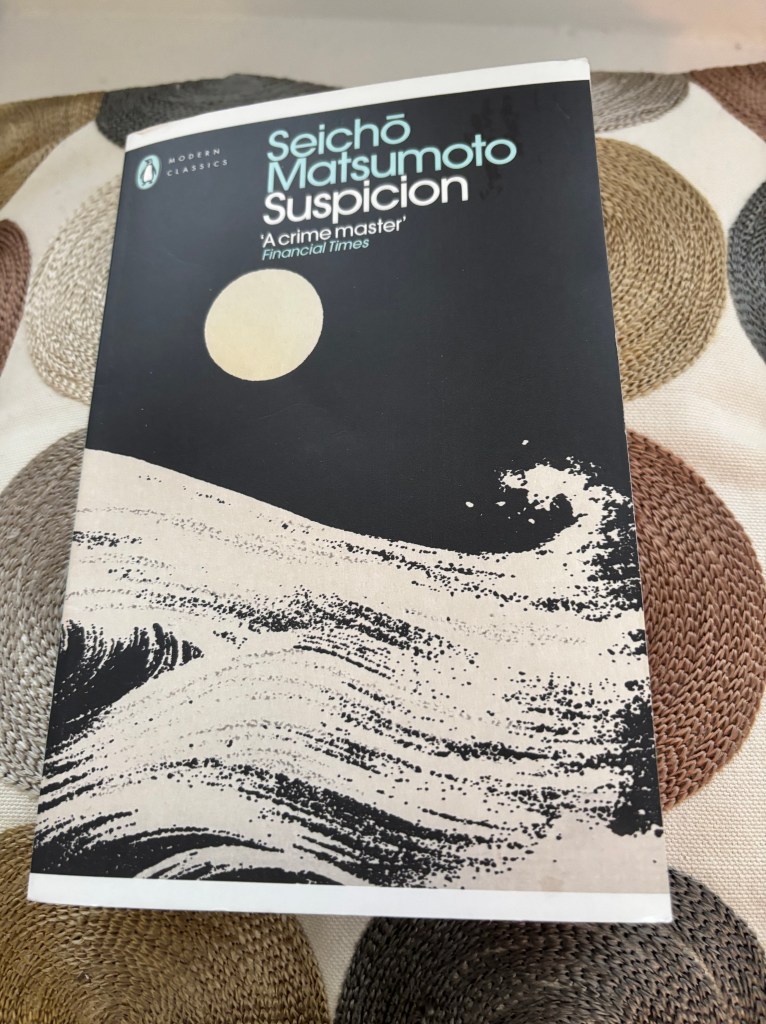 MODERN
CLASSICS
Seichō
Matsumoto
Suspicion
'A crime master'
Financial Times